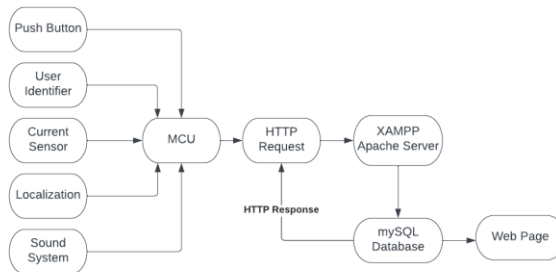 Push Button
User
Identifier
Current
Sensor
Localization
Sound
System
MCU
HTTP
Request
XAMPP
Apache Server
HTTP Response
mySQL
Database
Web Page